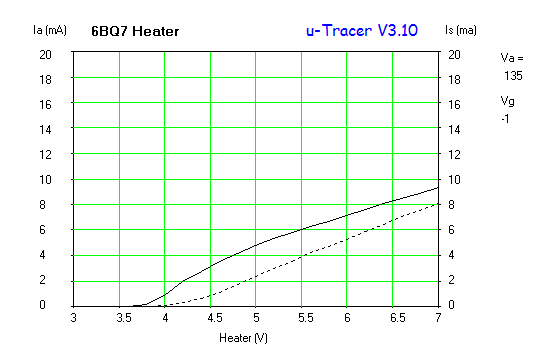 Ia (mA) 6BQ7 Heater u-Tracer V3.10 Is (ma)
20 20
Va =
18 18
135
16 16
Vg
14 14
-1
12 12
10 10
8 8
6 6
4 4
2 2
0 0
3 3.5 4 4.5 5 5.5 6 6.5 7
Heater (V)